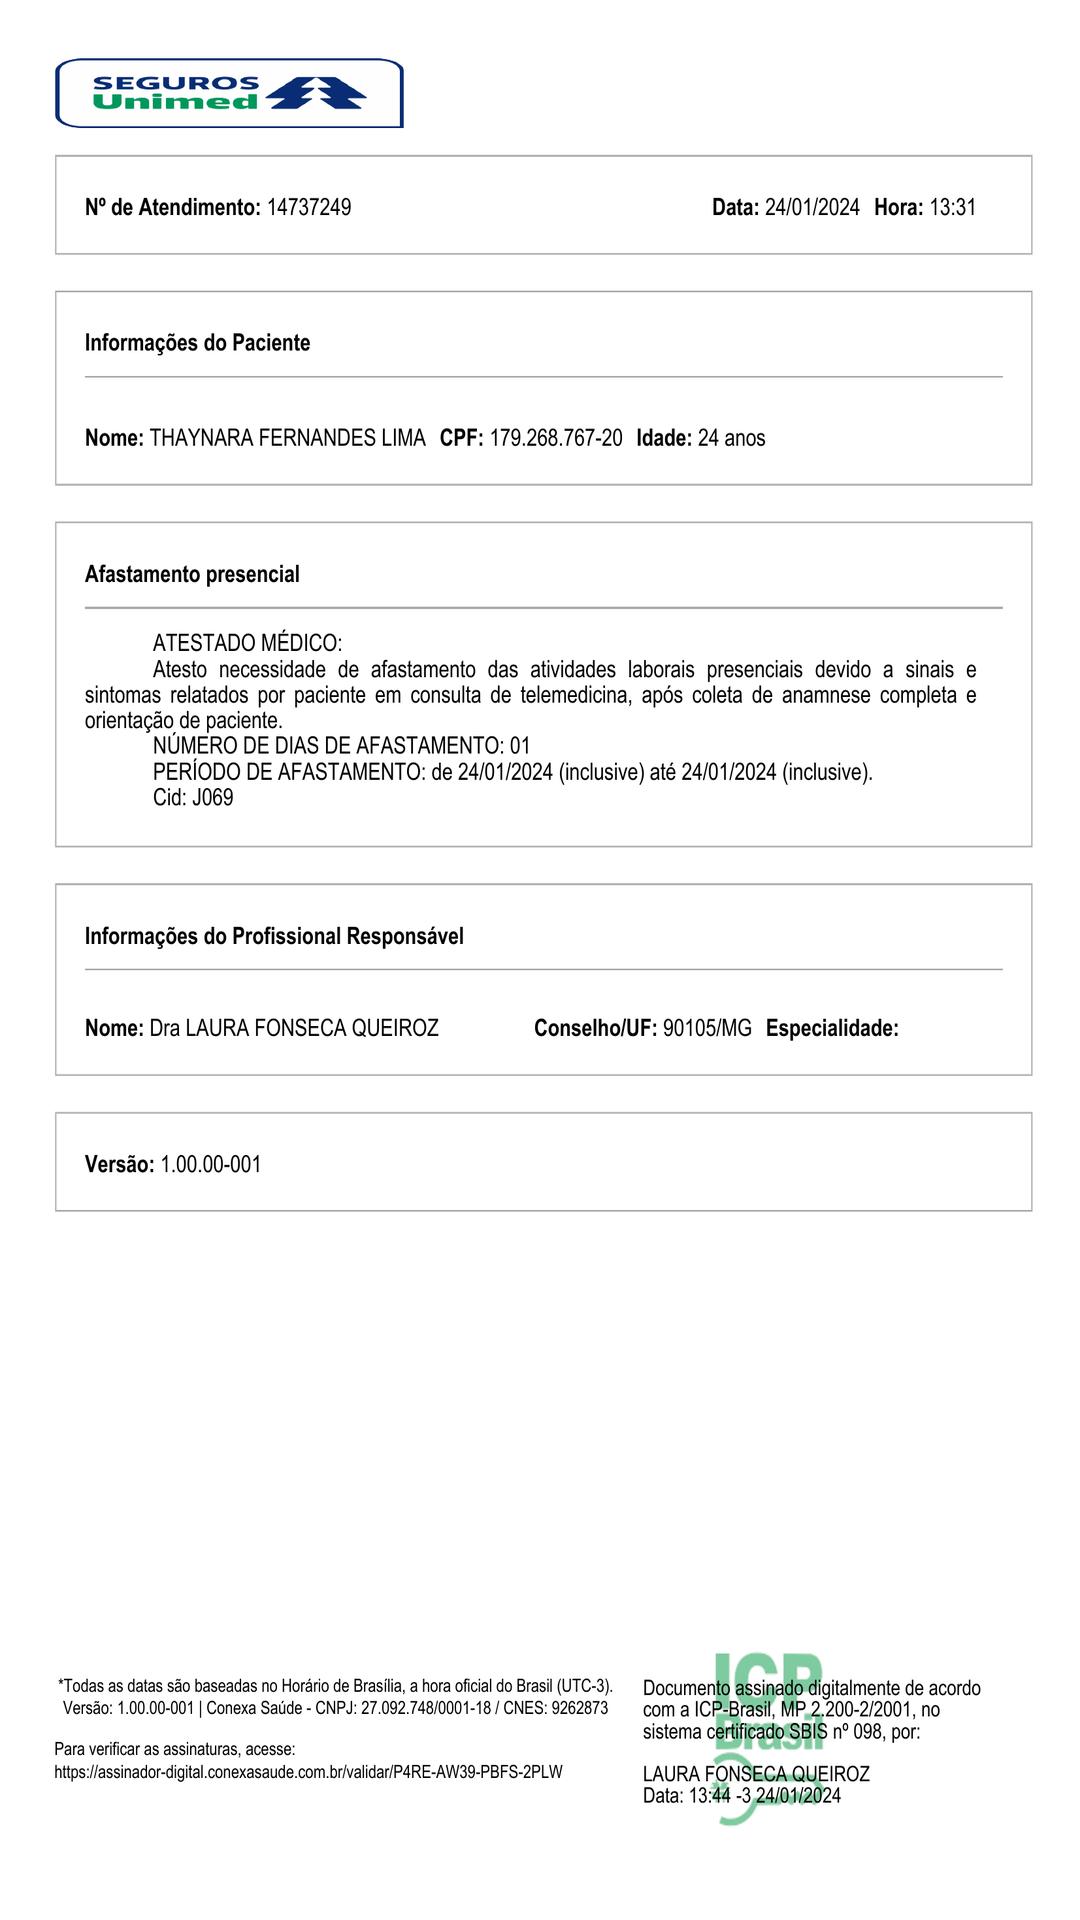 SEGUROS
Unimed
Nº de Atendimento: 14737249 Data: 24/01/2024 Hora: 13:31
Informações do Paciente
Nome: THAYNARA FERNANDES LIMA CPF: 179.268.767-20 Idade: 24 anos
Afastamento presencial
ATESTADO MÉDICO:
Atesto necessidade de afastamento das atividades laborais presenciais devido a sinais e
sintomas relatados por paciente em consulta de telemedicina, após coleta de anamnese completa e
orientação de paciente.
NÚMERO DE DIAS DE AFASTAMENTO: 01
PERÍODO DE AFASTAMENTO: de 24/01/2024 (inclusive) até 24/01/2024 (inclusive).
Cid: J069
Informações do Profissional Responsável
Nome: Dra LAURA FONSECA QUEIROZ Conselho/UF: 90105/MG Especialidade:
Versão: 1.00.00-001
*Todas as datas são baseadas no Horário de Brasília, a hora oficial do Brasil (UTC-3).
Versão: 1.00.00-001 | Conexa Saúde - CNPJ: 27.092.748/0001-18 / CNES: 9262873
Para verificar as assinaturas, acesse:
https://assinador-digital.conexasaude.com.br/validar/P4RE-AW39-PBFS-2PLW
ICP
Brasil
Documento assinado digitalmente de acordo
com a ICP-Brasil, MP 2.200-2/2001, no
sistema certificado SBIS nº 098, por:
LAURA FONSECA QUEIROZ
Data: 13:44 -3 24/01/2024